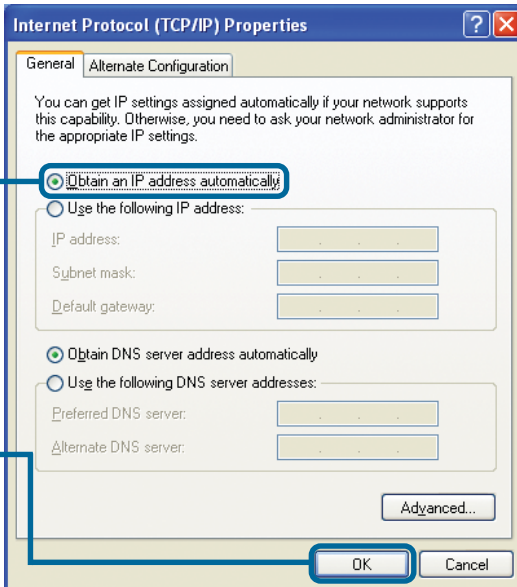 Internet Protocol (TCP/IP) Properties
General
Alternate Configuration
You can get IP settings assigned automatically if your network supports
this capability. Otherwise, you need to ask your network administrator for
the appropriate IP settings.
Obtain an IP address automatically
Use the following IP address:
IP address:
Subnet mask:
Default gateway:
Obtain DNS server address automatically
Use the following DNS server addresses:
Preferred DNS server:
Alternate DNS server:
Advanced...
OK
Cancel